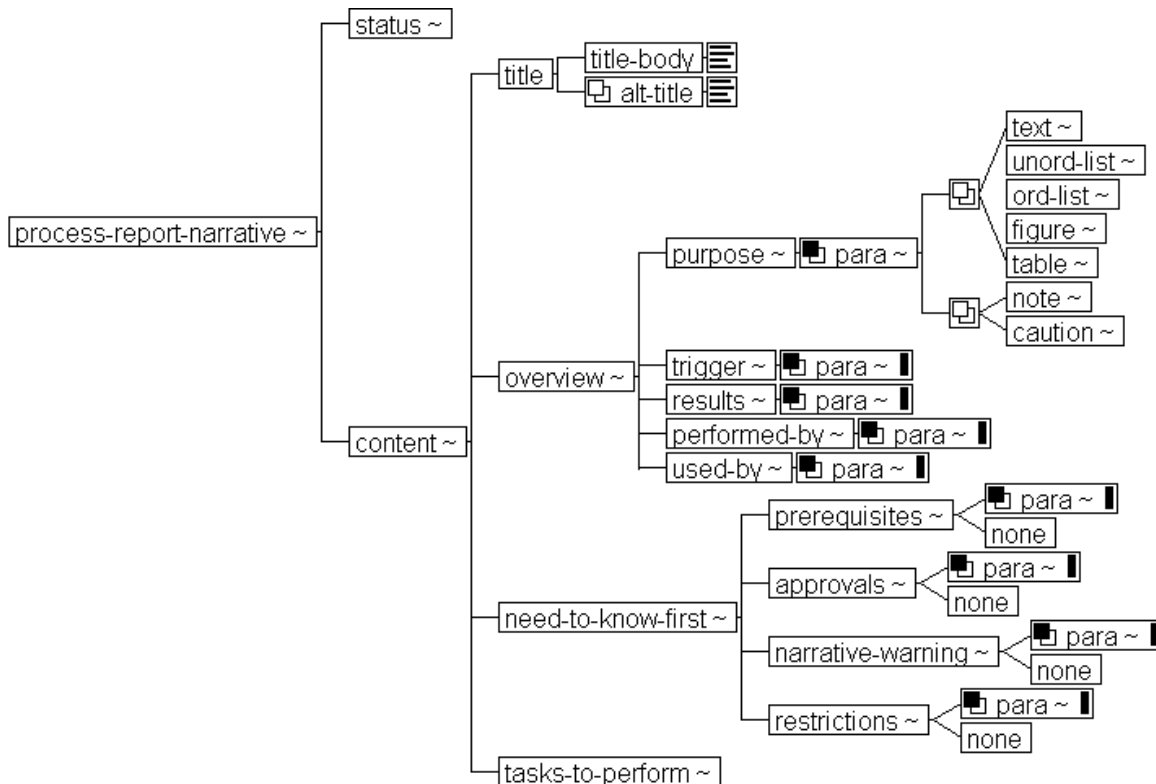 status ~
title-body
title
alt-title
text ~
unord-list ~
ord-list ~
process-report-narrative ~
figure ~
purpose ~ para ~
table ~
note ~
caution ~
trigger ~ para ~
overview ~
results ~ para ~
performed-by ~ para ~
content ~
used-by ~ para ~
para ~
prerequisites ~
none
para ~
approvals ~
none
need-to-know-first ~
para ~
narrative-warning ~
none
para ~
restrictions ~
none
tasks-to-perform ~